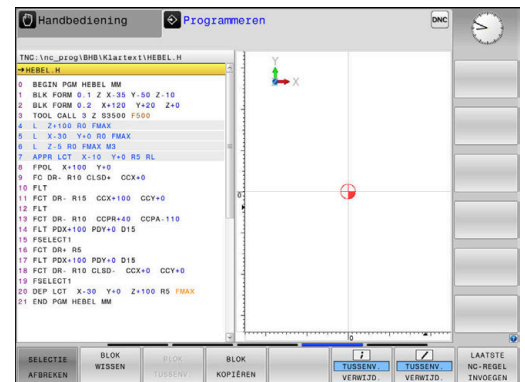 Handbediening
Programmeren
DNC
TNC:\nc_prog\BHB\Klartext\HEBEL.H
→HEBEL.H
0 BEGIN PGM HEBEL MM
1 BLK FORM 0.1 Z X-35 Y-50 Z-10
2 BLK FORM 0.2 X+120 Y+20 Z+0
3 TOOL CALL 3 Z S3500 F500
4 L Z+100 R0 FMAX
5 L X-30 Y+0 R0 FMAX
6 L Z-5 R0 FMAX M3
7 APPR LCT X-10 Y+0 R5 RL
8 FPOL X+100 Y+0
9 FC DR- R10 CLSD+ CCX+0
10 FLT
11 FCT DR- R15 CCX+100 CCY+0
12 FLT
13 FCT DR- R10 CCPR+40 CCPA-110
14 FLT PDX+100 PDY+0 D15
15 FSELECT1
16 FCT DR+ R5
17 FLT PDX+100 PDY+0 D15
18 FCT DR- R10 CLSD- CCX+0 CCY+0
19 FSELECT1
20 DEP LCT X-30 Y+0 Z+100 R5 FMAX
21 END PGM HEBEL MM
Y
X
0
0
SELECTIE
AFBREKEN
BLOK
WISSEN
BLOK
TUSSENV.
BLOK
KOPIËREN
TUSSENV.
VERWIJD.
TUSSENV.
VERWIJD.
LAATSTE
NC-REGEL
INVOEGEN